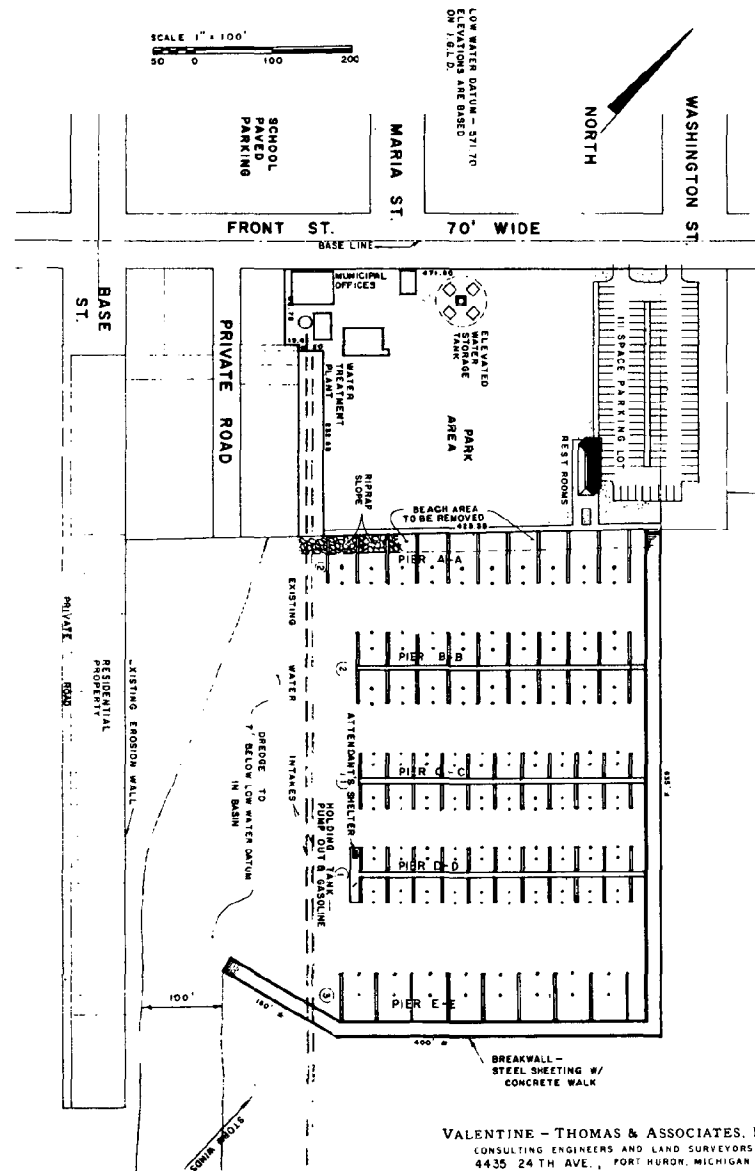 SCALE 1" = 100'
50 0 100 200
LOW WATER DATUM - 571.70
ELEVATIONS ARE BASED
ON I.G.L.D.
NORTH
WASHINGTON ST.
SCHOOL
PAVED
PARKING
MARIA ST.
FRONT ST. 70' WIDE
BASE LINE
BASE
ST.
PRIVATE ROAD
MUNICIPAL
OFFICES
ELEVATED
WATER
STORAGE
TANK
WATER
TREATMENT
PLANT
PARK
AREA
111 SPACE PARKING LOT
REST ROOMS
RIPRAP
SLOPE
BEACH AREA
TO BE REMOVED
PIER A-A
PIER B-B
PIER C-C
PIER D-D
PIER E-E
EXISTING WATER INTAKES
ATTENDANT'S SHELTER
HOLDING TANK
PUMP OUT & GASOLINE
DREDGE TO
7' BELOW LOW WATER DATUM
IN BASIN
PRIVATE ROAD
RESIDENTIAL
PROPERTY
EXISTING EROSION WALL
100'
400' ±
BREAKWALL-
STEEL SHEETING W/
CONCRETE WALK
STORM WINDS
VALENTINE - THOMAS & ASSOCIATES,
CONSULTING ENGINEERS AND LAND SURVEYORS
4435 24TH AVE., PORT HURON, MICHIGAN